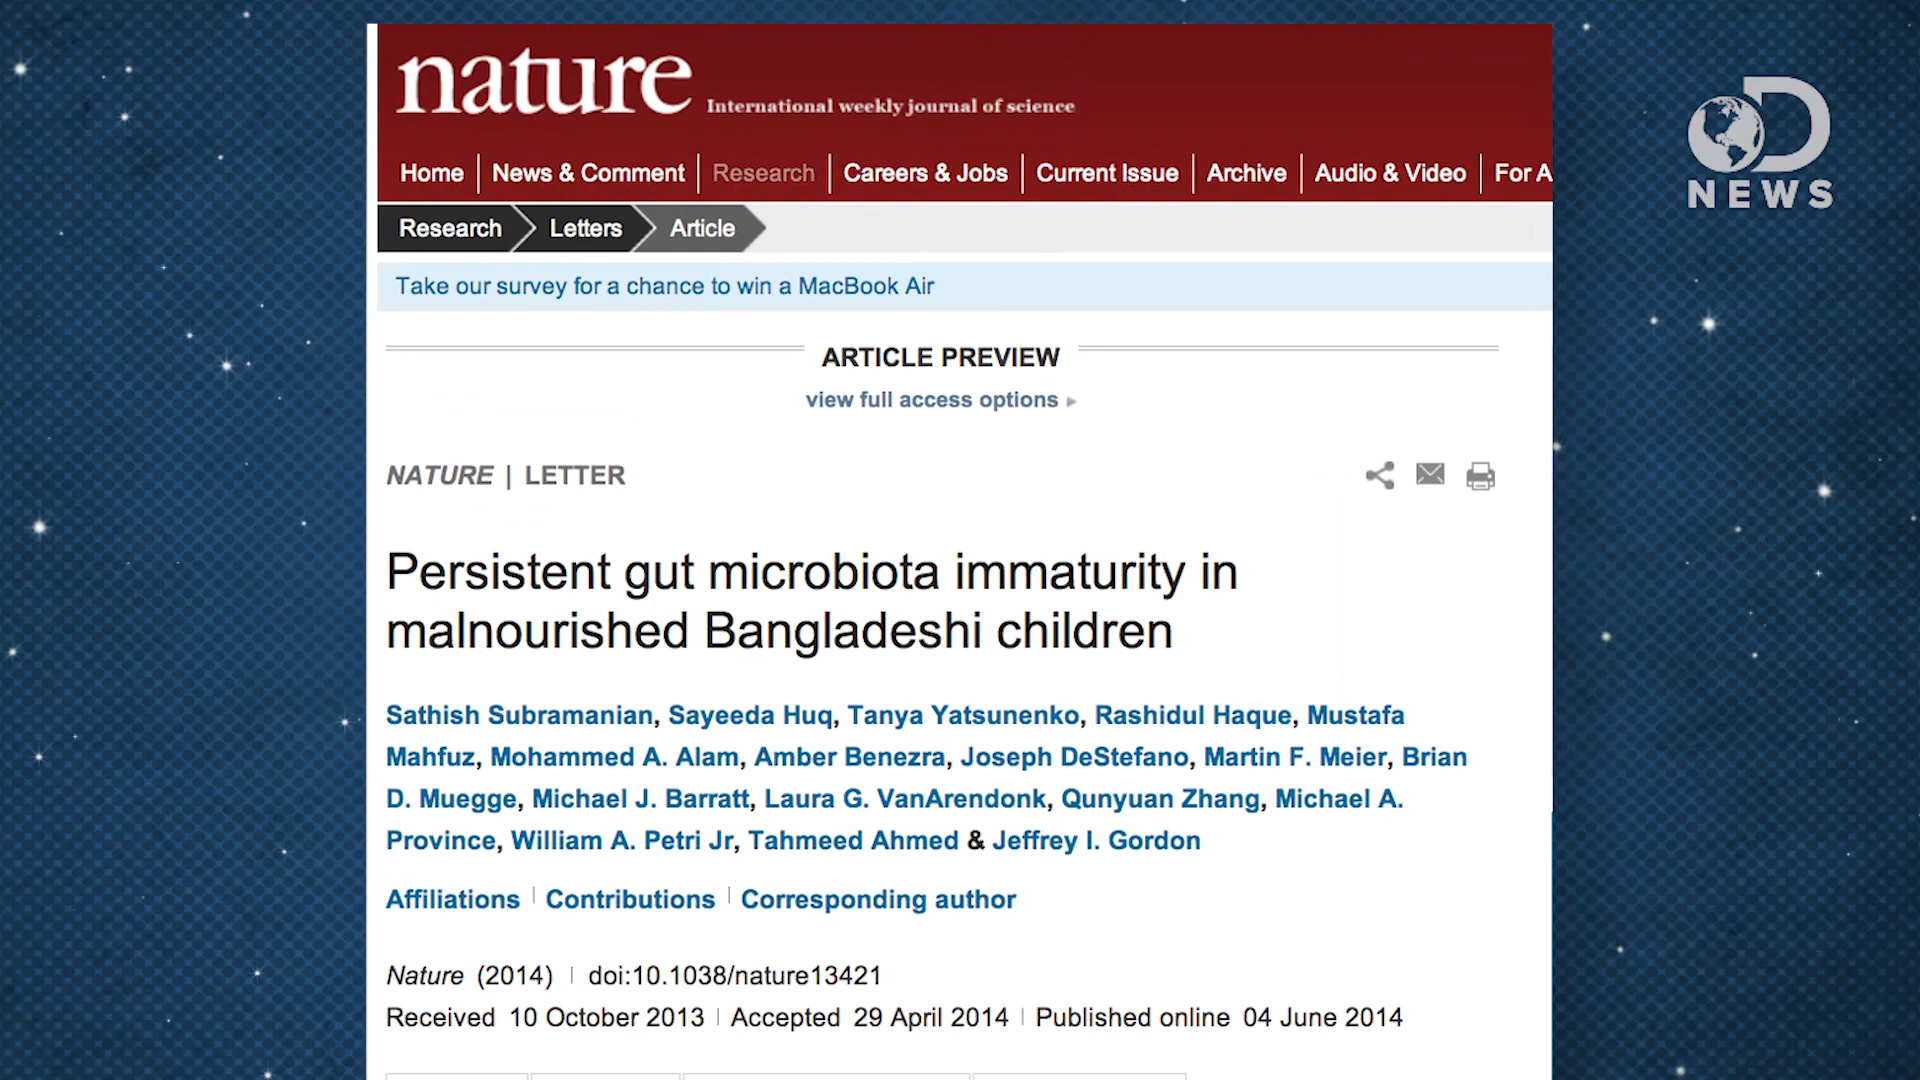 nature International weekly journal of science
D
NEWS
Home News & Comment Research Careers & Jobs Current Issue Archive Audio & Video For A
Research Letters Article
Take our survey for a chance to win a MacBook Air
ARTICLE PREVIEW
view full access options
NATURE | LETTER
Persistent gut microbiota immaturity in
malnourished Bangladeshi children
Sathish Subramanian, Sayeeda Huq, Tanya Yatsunenko, Rashidul Haque, Mustafa
Mahfuz, Mohammed A. Alam, Amber Benezra, Joseph DeStefano, Martin F. Meier, Brian
D. Muegge, Michael J. Barratt, Laura G. VanArendonk, Qunyuan Zhang, Michael A.
Province, William A. Petri Jr, Tahmeed Ahmed & Jeffrey I. Gordon
Affiliations | Contributions | Corresponding author
Nature (2014) | doi:10.1038/nature13421
Received 10 October 2013 | Accepted 29 April 2014 | Published online 04 June 2014